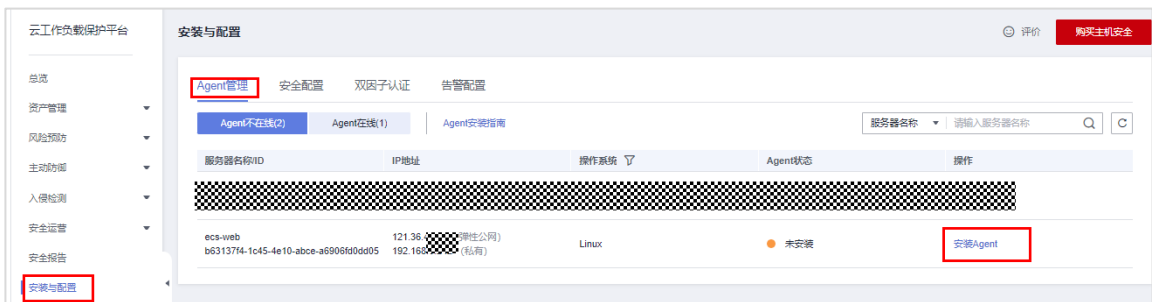 云工作负载保护平台
安装与配置
评价
购买主机安全
总览
资产管理
风险预防
主动防御
入侵检测
安全运营
安全报告
安装与配置
Agent管理 安全配置 双因子认证 告警配置
Agent不在线(2) Agent在线(1) Agent安装指南
服务器名称 请输入服务器名称
服务器名称/ID IP地址 操作系统 Agent状态 操作
ecs-web
b63137f4-1c45-4e10-abce-a6906fd0dd05
121.36. 弹性公网)
192.168. (私有)
Linux 未安装 安装Agent